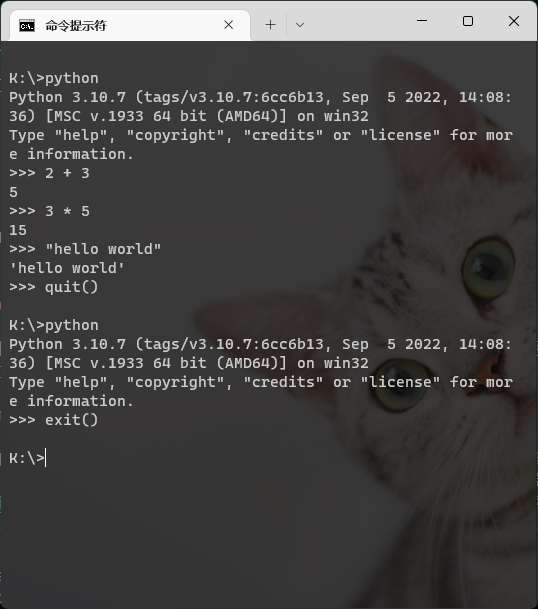 命令提示符
K:\>python
Python 3.10.7 (tags/v3.10.7:6cc6b13, Sep  5 2022, 14:08:
36) [MSC v.1933 64 bit (AMD64)] on win32
Type "help", "copyright", "credits" or "license" for mor
e information.
>>> 2 + 3
5
>>> 3 * 5
15
>>> "hello world"
'hello world'
>>> quit()
K:\>python
Python 3.10.7 (tags/v3.10.7:6cc6b13, Sep  5 2022, 14:08:
36) [MSC v.1933 64 bit (AMD64)] on win32
Type "help", "copyright", "credits" or "license" for mor
e information.
>>> exit()
K:\>